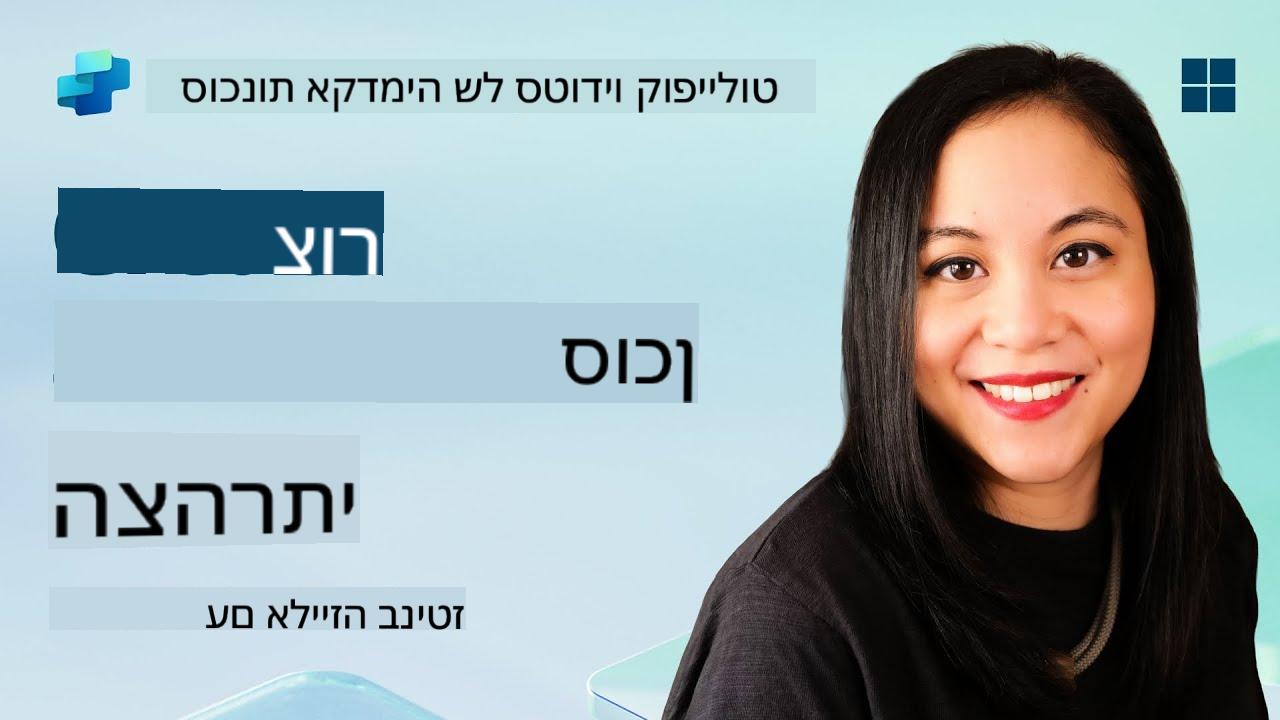 טולייפוק וידוטס לש הימדקא תונכוס
רוצ
ןכוס
יתרהצה
זטינב הזיילא םע